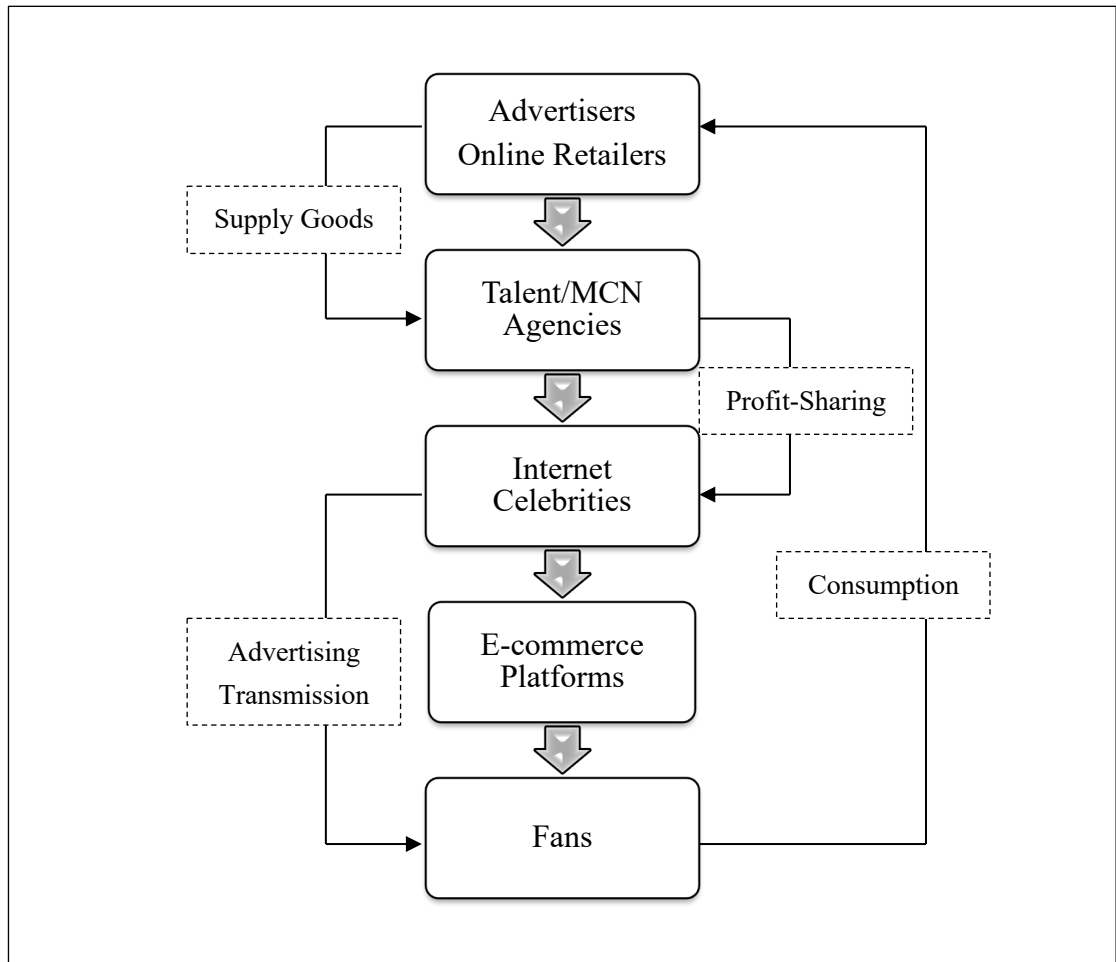 Advertisers
Online Retailers
Supply Goods
Talent/MCN
Agencies
Profit-Sharing
Internet
Celebrities
Consumption
E-commerce
Platforms
Advertising
Transmission
Fans